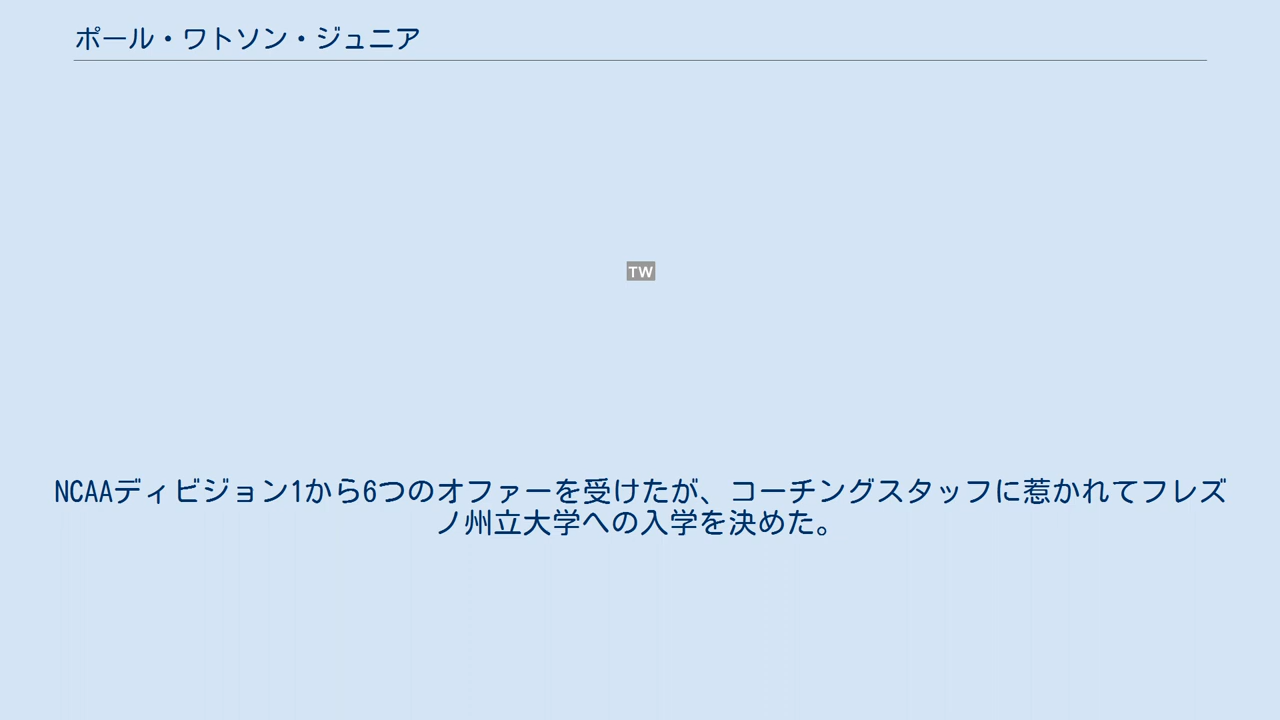 ポール・ワトソン・ジュニア
TW
NCAAディビジョン1から6つのオファーを受けたが、コーチングスタッフに惹かれてフレズ
ノ州立大学への入学を決めた。